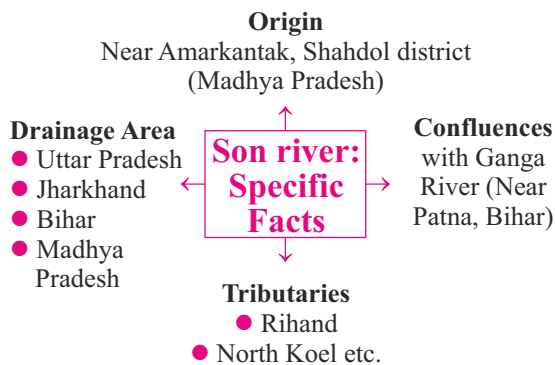 Origin
Near Amarkantak, Shahdol district
(Madhya Pradesh)
Drainage Area
● Uttar Pradesh
● Jharkhand
● Bihar
● Madhya
Pradesh
Son river:
Specific
Facts
Confluences
with Ganga
River (Near
Patna, Bihar)
Tributaries
● Rihand
● North Koel etc.